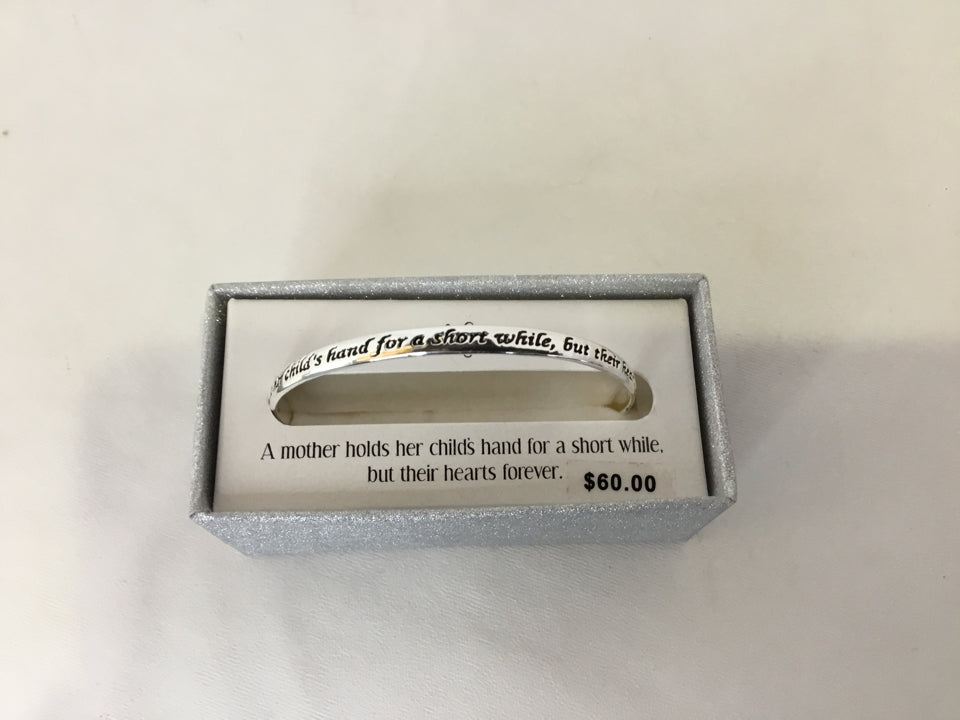 child's hand for a short while, but their
A mother holds her child's hand for a short while,
but their hearts forever.
$60.00